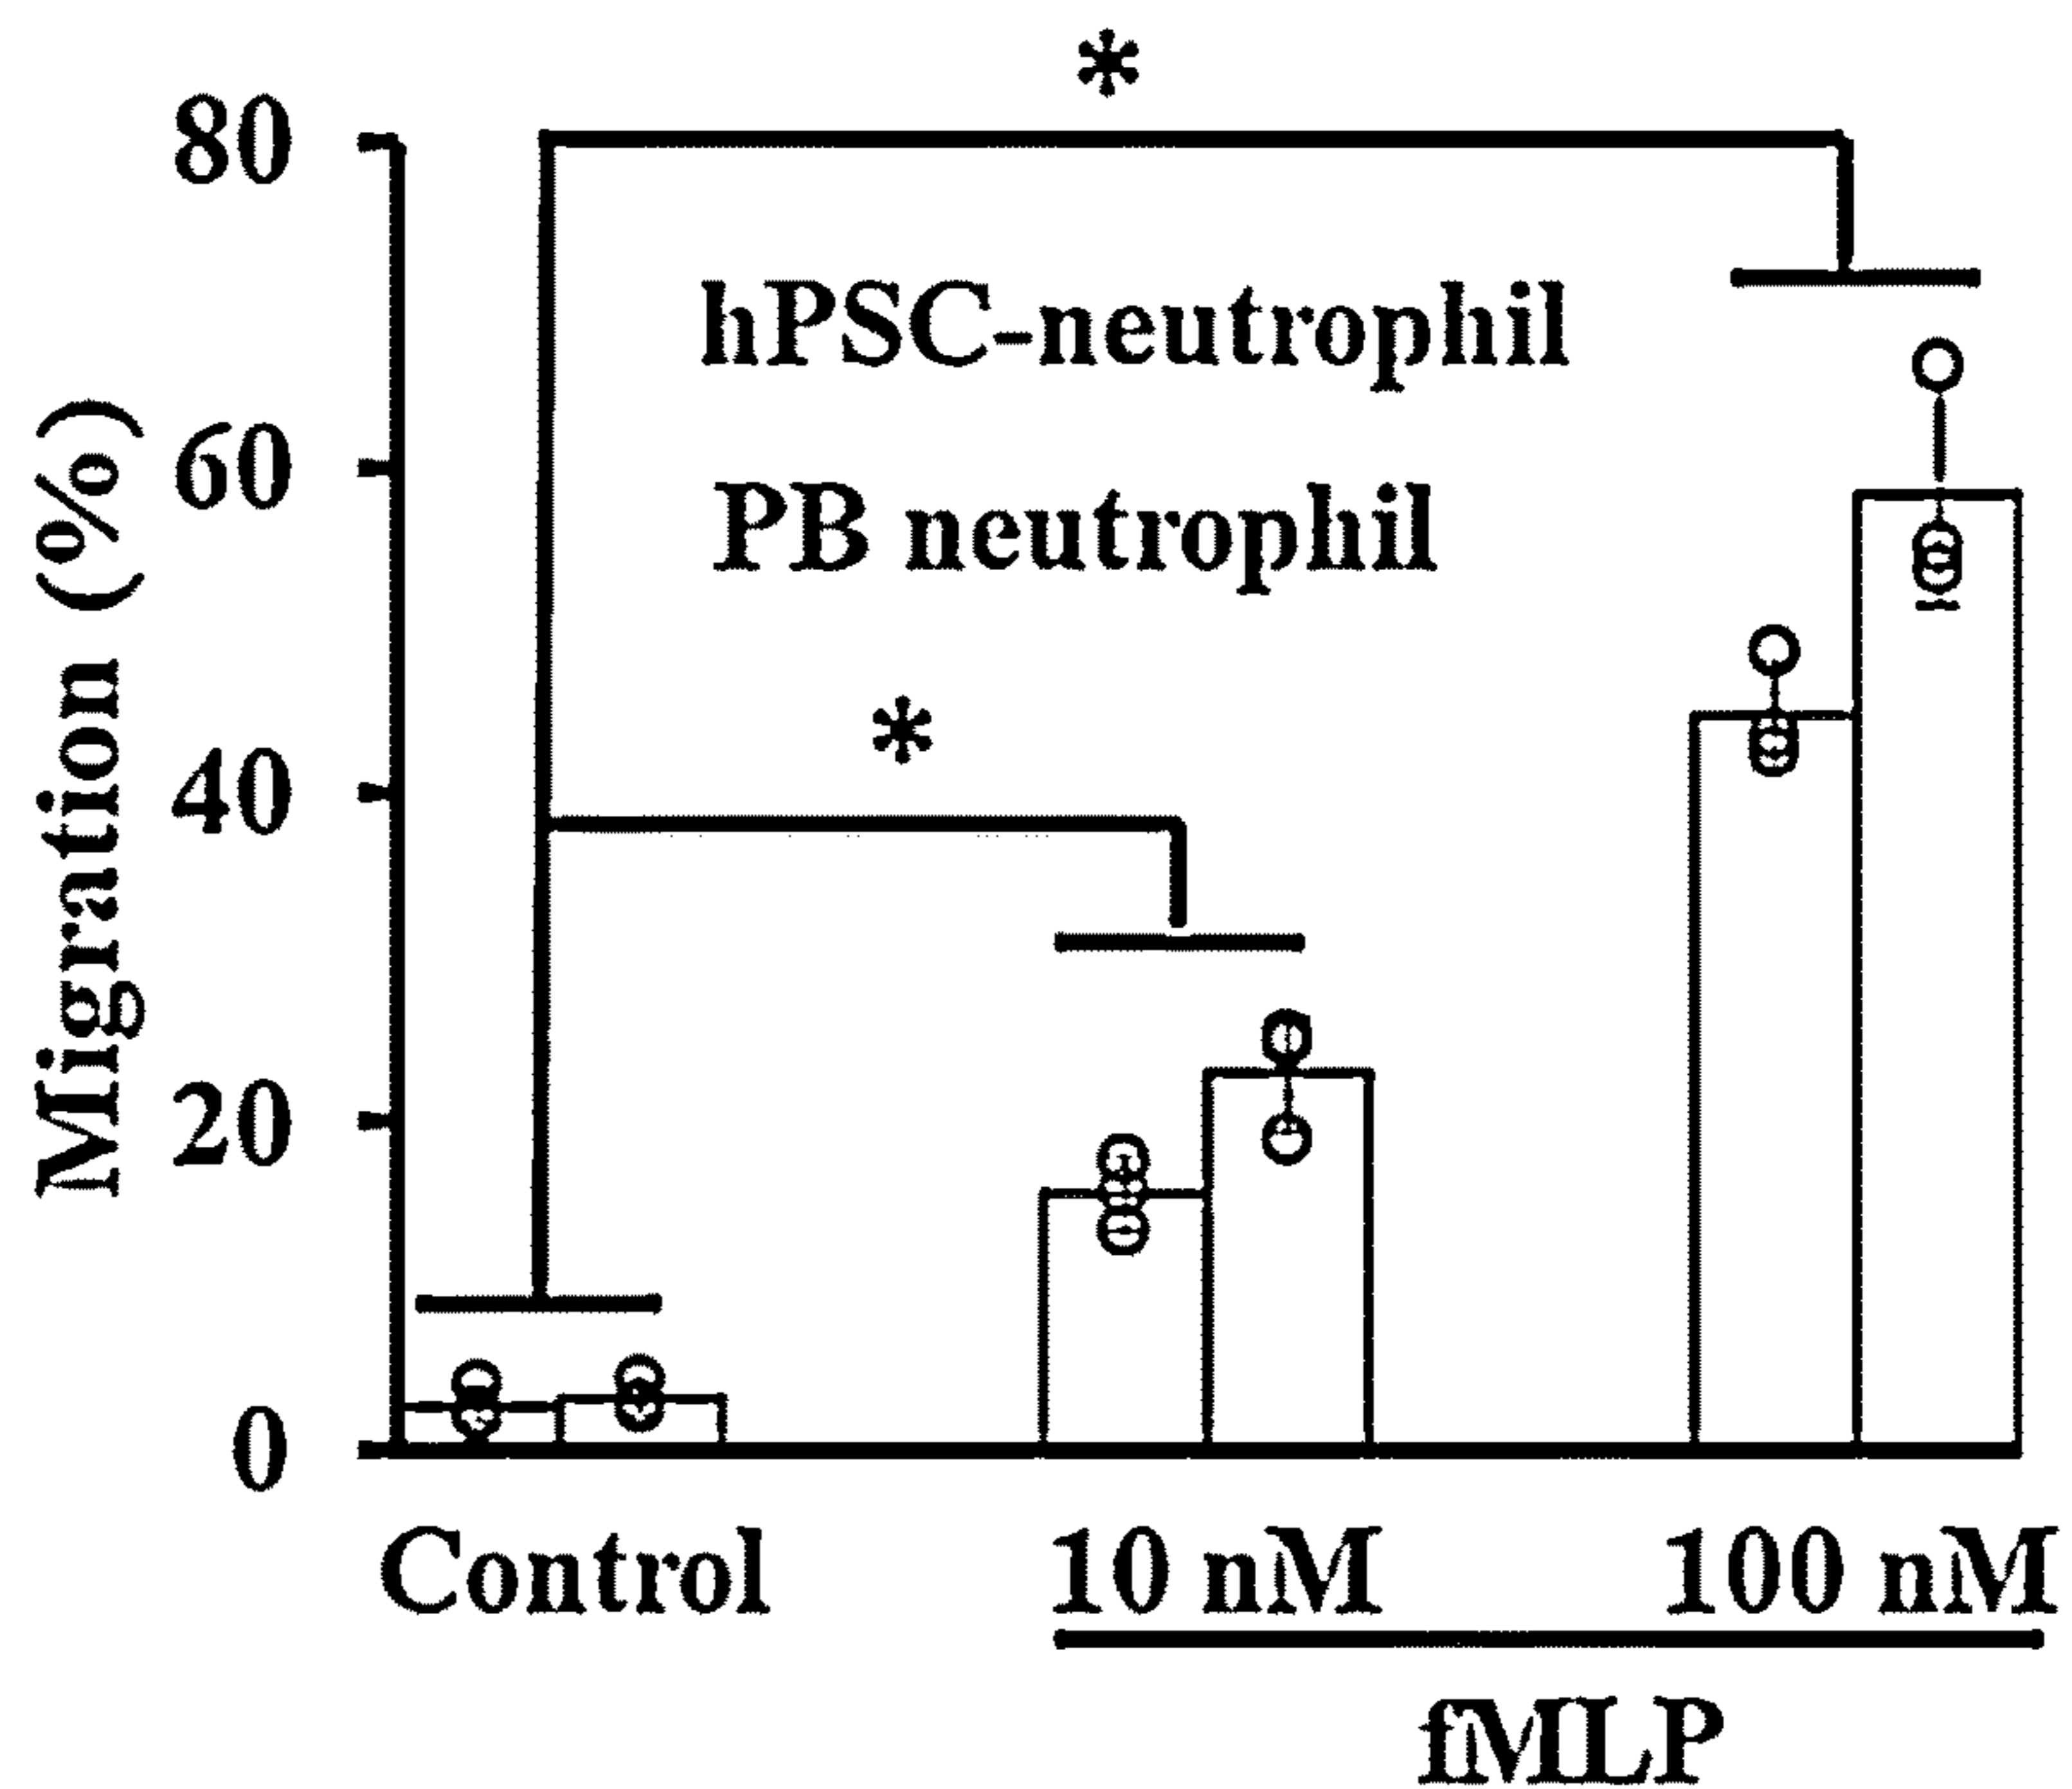 *
80
hPSC-neutrophil
60
PB neutrophil
Migration (%)
*
40
20
0
Control 10 nM 100 nM
fMLP